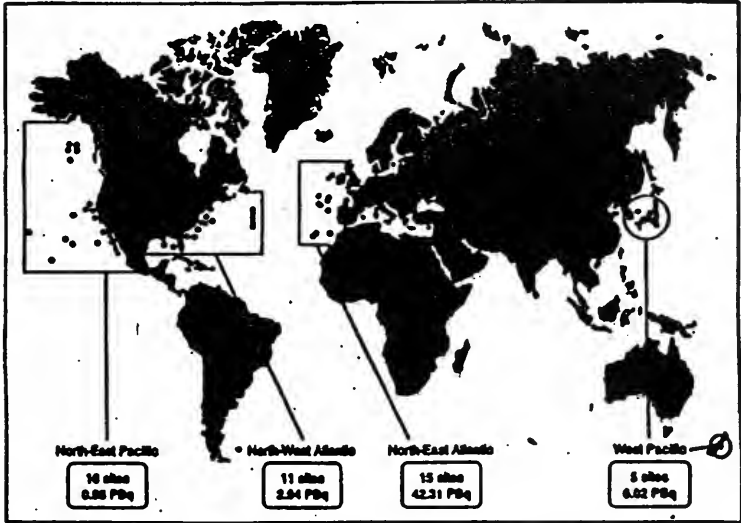 North-East Pacific
North-West Atlantic
North-East Atlantic
West Pacific
16 sites
0.55 PBq
11 sites
2.94 PBq
15 sites
42.31 PBq
5 sites
0.02 PBq